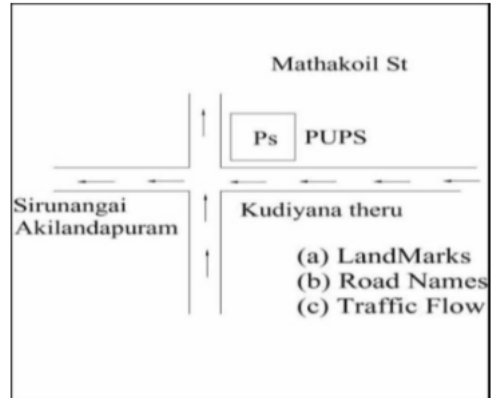 Mathakoil St
Ps PUPS
Sirunangai
Akilandapuram
Kudiyana theru
(a) LandMarks
(b) Road Names
(c) Traffic Flow